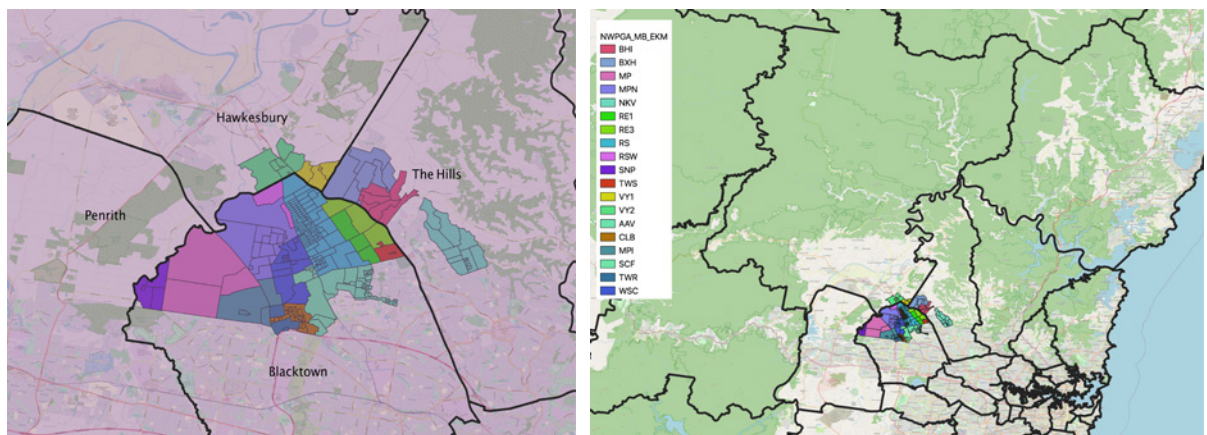 Hawkesbury
The Hills
Penrith
Blacktown
NWPGA_MB_EKM
BHI
BXH
MP
MPN
NKV
RE1
RE3
RS
RSW
SNP
TWS
VY1
VY2
AAV
CLB
MPI
SCF
TWR
WSC